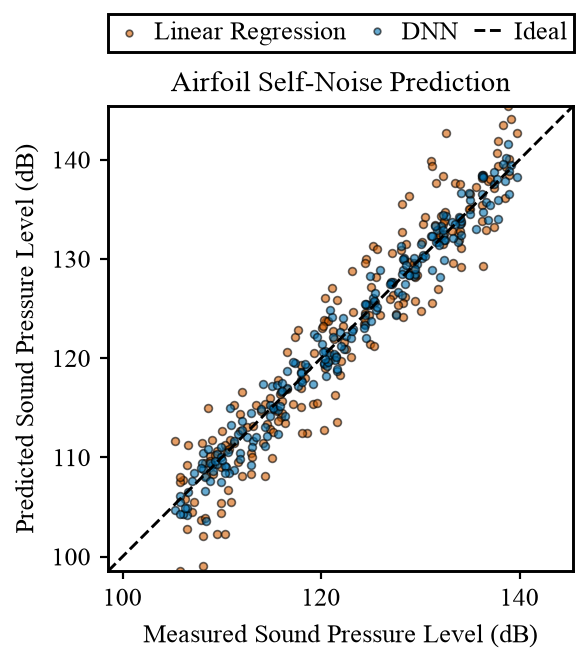 Linear Regression DNN Ideal
Airfoil Self-Noise Prediction
Predicted Sound Pressure Level (dB)
140
130
120
110
100
100 120 140
Measured Sound Pressure Level (dB)